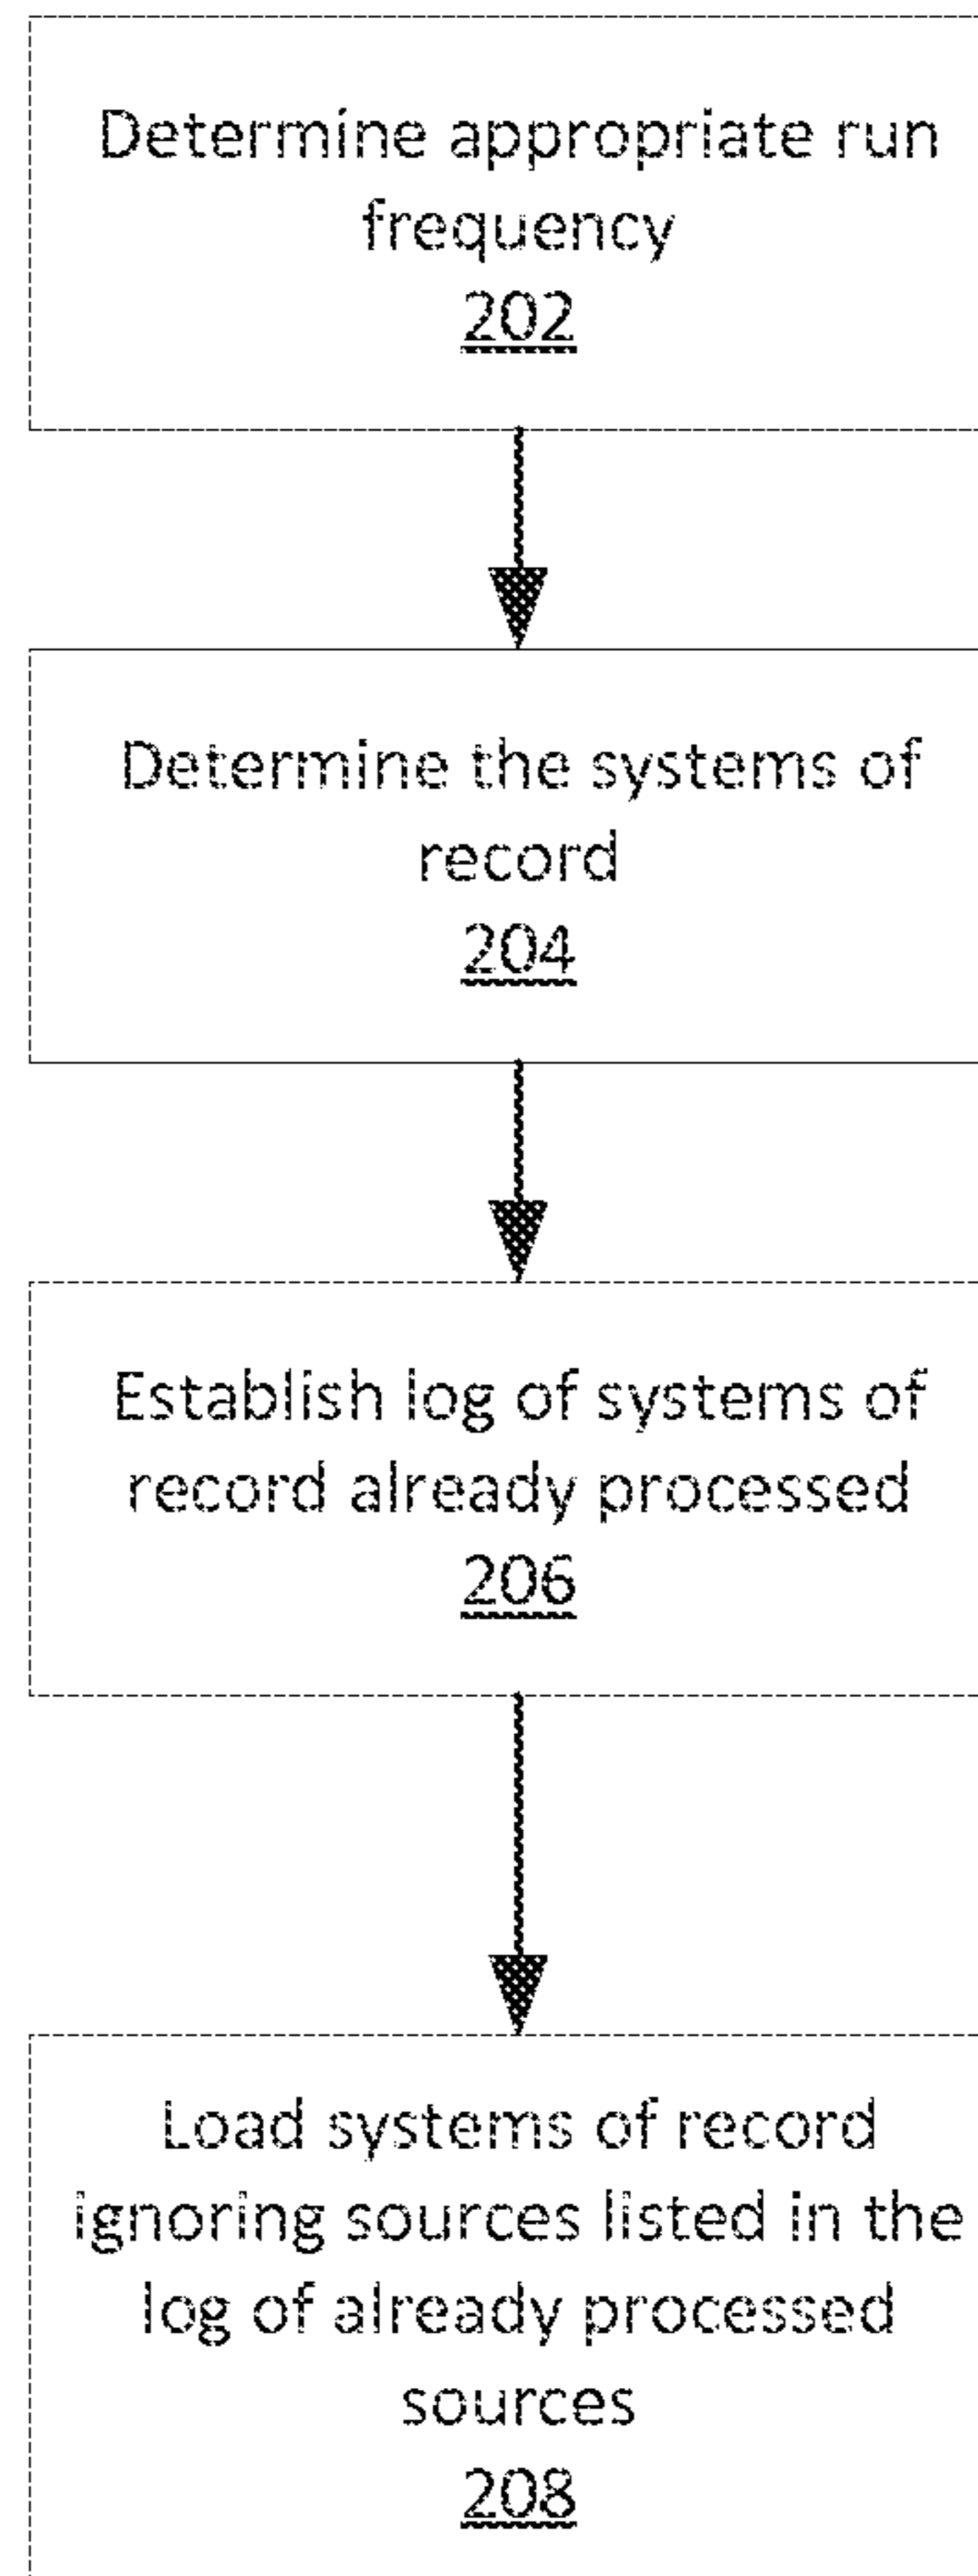 Determine appropriate run
frequency
202
Determine the systems of
record
204
Establish log of systems of
record already processed
206
Load systems of record
ignoring sources listed in the
log of already processed
sources
208